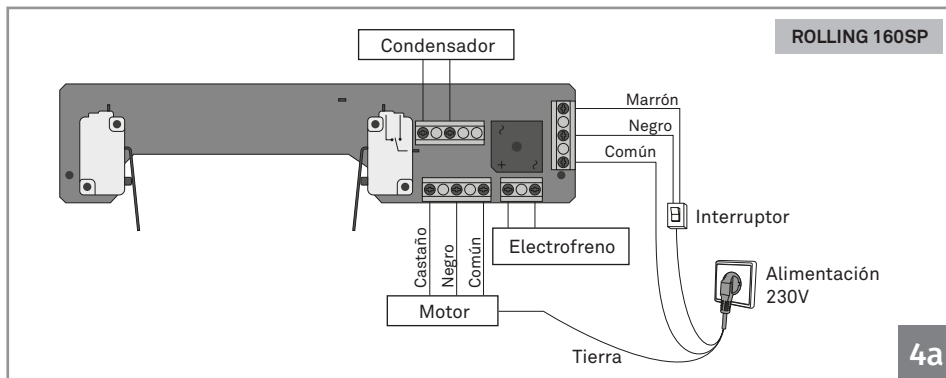 ROLLING 160SP
Condensador
Marrón
Negro
Común
Interruptor
Castaño
Negro
Común
Electrofreno
Alimentación
230V
Motor
Tierra
4a